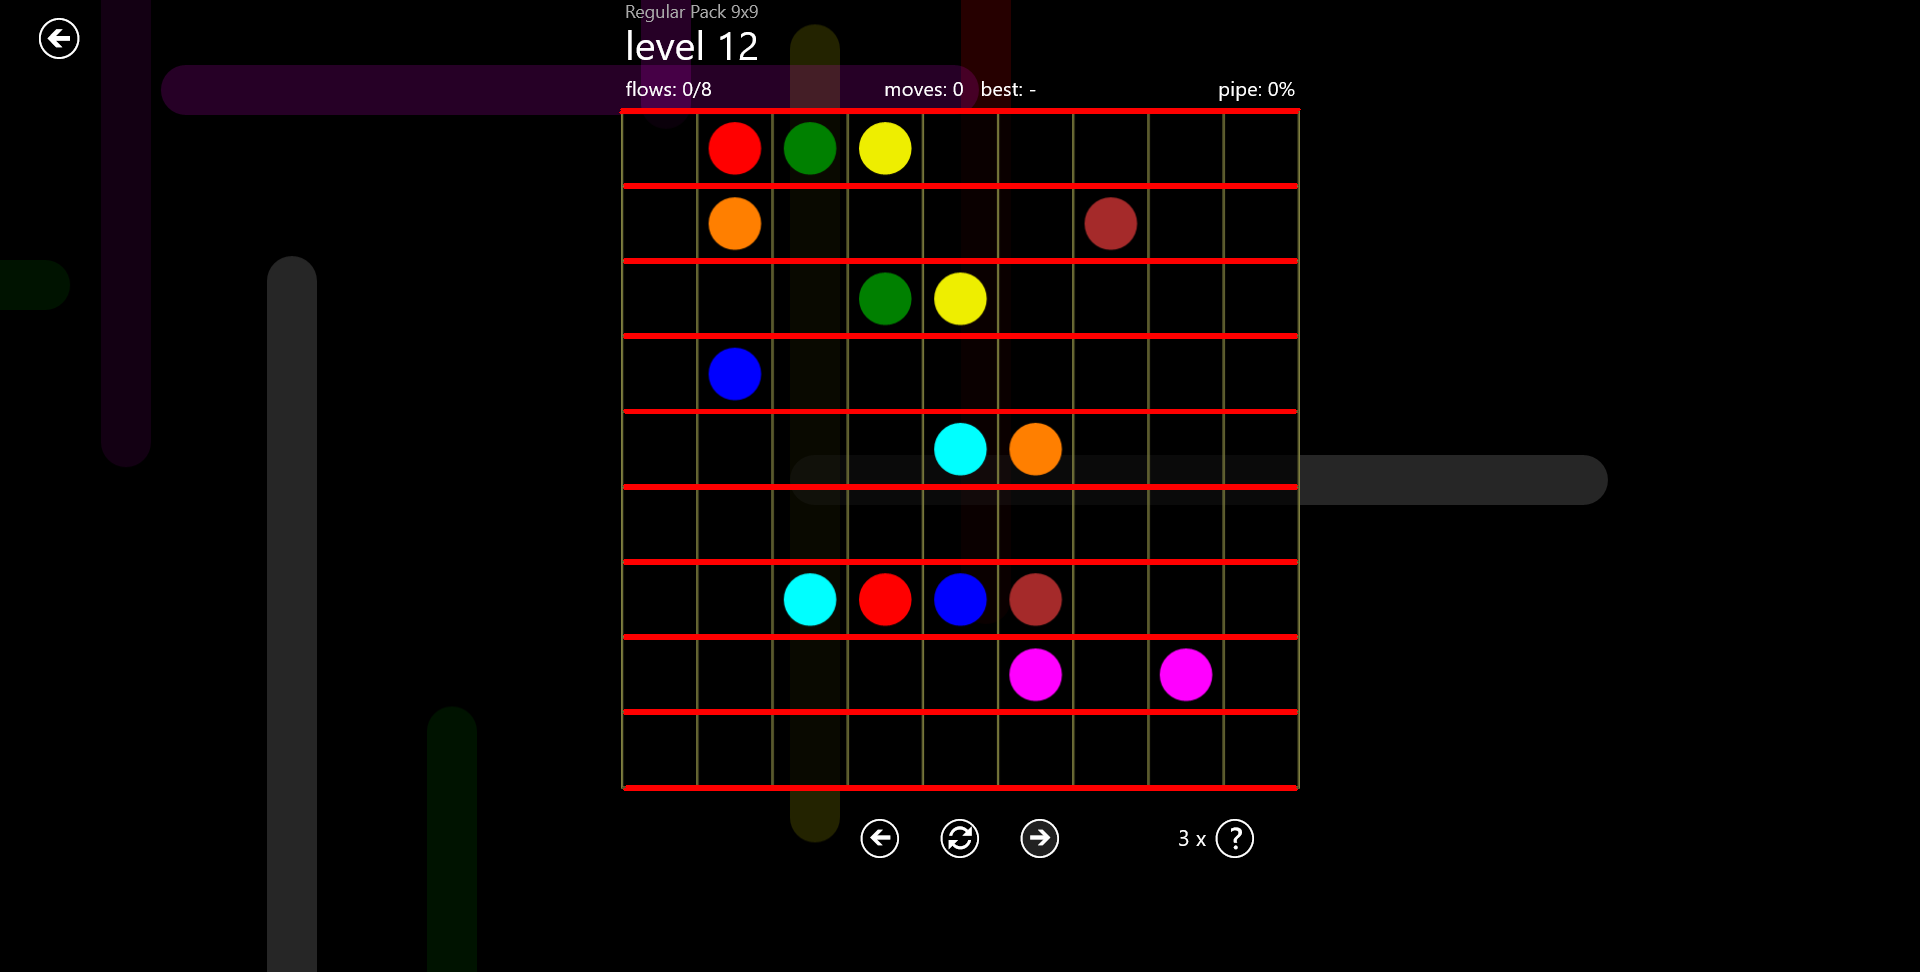 Regular Pack 9x9
level 12
flows: 0/8 moves: 0 best: - pipe: 0%
3 x ?